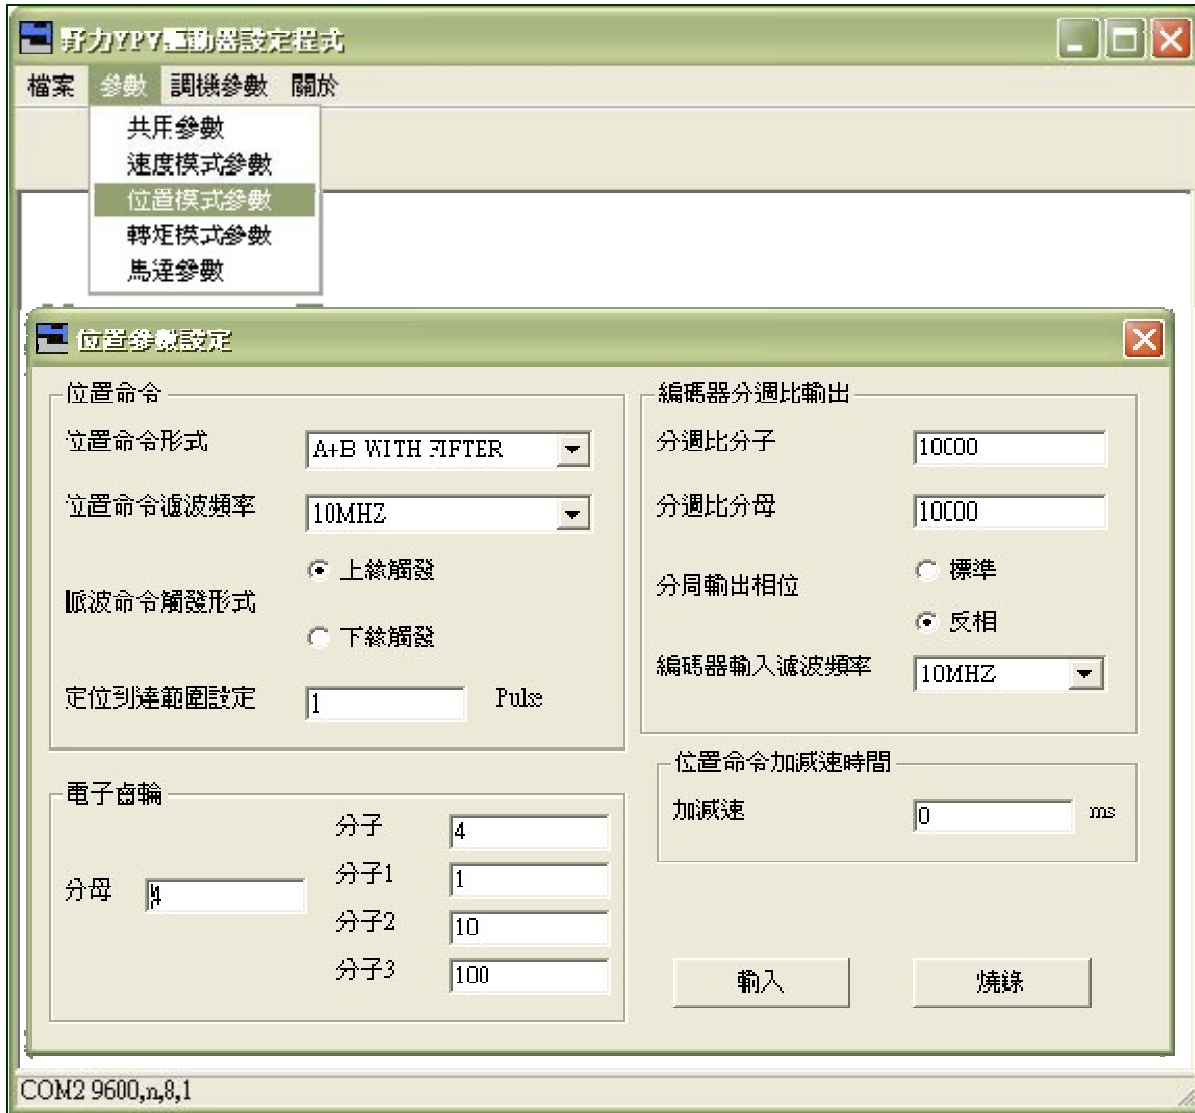 野力YPV驅動器設定程式
檔案 參數 調機參數 關於
共用參數
速度模式參數
位置模式參數
轉矩模式參數
馬達參數
位置參數設定
位置命令
位置命令形式 A+B WITH FIFTER
位置命令濾波頻率 10MHZ
脈波命令觸發形式
上緣觸發
下緣觸發
定位到達範圍設定 1 Pulse
電子齒輪
分母 4
分子 4
分子1 1
分子2 10
分子3 100
編碼器分週比輸出
分週比分子 10000
分週比分母 10000
分周輸出相位
標準
反相
編碼器輸入濾波頻率 10MHZ
位置命令加減速時間
加減速 0 ms
輸入 燒錄
COM2 9600,n,8,1